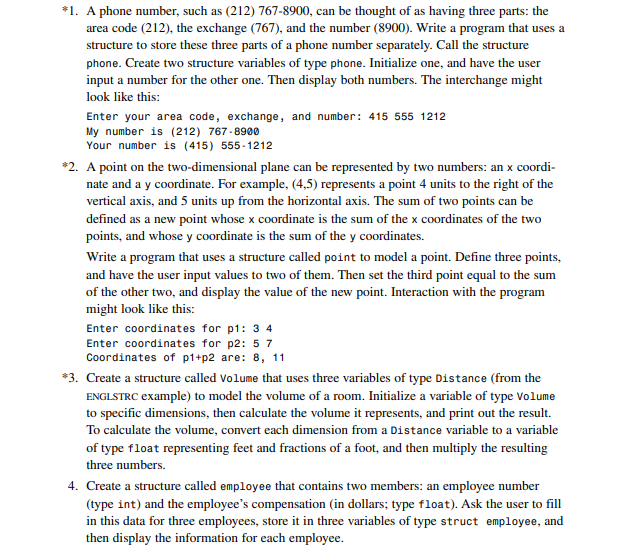 *1. A phone number, such as (212) 767-8900, can be thought of as having three parts: the
area code (212), the exchange (767), and the number (8900). Write a program that uses a
structure to store these three parts of a phone number separately. Call the structure
phone. Create two structure variables of type phone. Initialize one, and have the user
input a number for the other one. Then display both numbers. The interchange might
look like this:
Enter your area code, exchange, and number: 415 555 1212
My number is (212) 767-8900
Your number is (415) 555-1212
*2. A point on the two-dimensional plane can be represented by two numbers: an x coordi-
nate and a y coordinate. For example, (4,5) represents a point 4 units to the right of the
vertical axis, and 5 units up from the horizontal axis. The sum of two points can be
defined as a new point whose x coordinate is the sum of the x coordinates of the two
points, and whose y coordinate is the sum of the y coordinates.
Write a program that uses a structure called point to model a point. Define three points,
and have the user input values to two of them. Then set the third point equal to the sum
of the other two, and display the value of the new point. Interaction with the program
might look like this:
Enter coordinates for p1: 3 4
Enter coordinates for p2: 5 7
Coordinates of p1+p2 are: 8, 11
*3. Create a structure called Volume that uses three variables of type Distance (from the
ENGLSTRC example) to model the volume of a room. Initialize a variable of type Volume
to specific dimensions, then calculate the volume it represents, and print out the result.
To calculate the volume, convert each dimension from a Distance variable to a variable
of type float representing feet and fractions of a foot, and then multiply the resulting
three numbers.
4. Create a structure called employee that contains two members: an employee number
(type int) and the employee's compensation (in dollars; type float). Ask the user to fill
in this data for three employees, store it in three variables of type struct employee, and
then display the information for each employee.